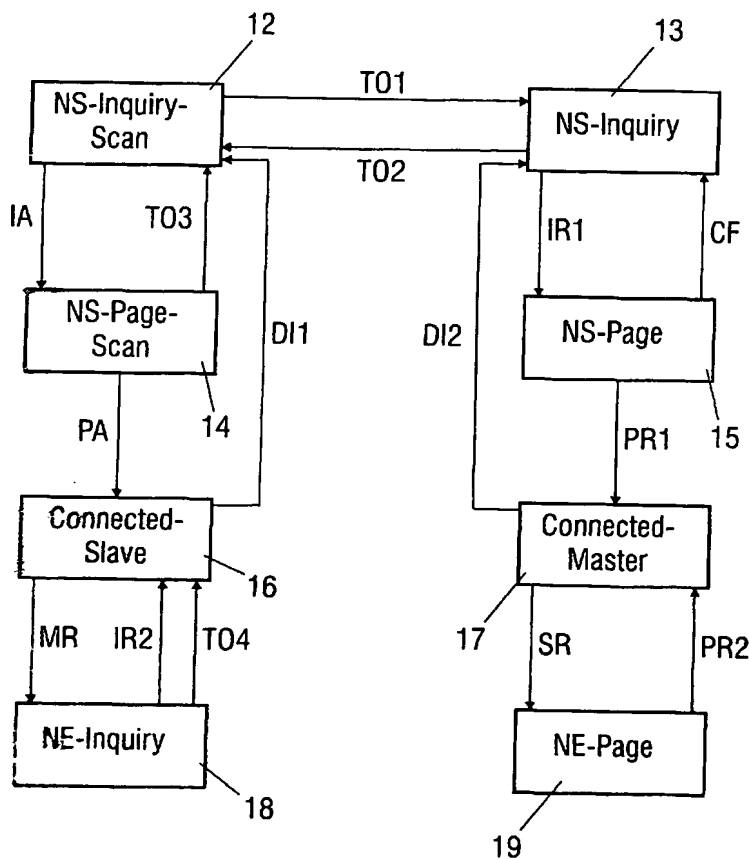 12
13
NS-Inquiry-
Scan
TO1
NS-Inquiry
TO2
IA
TO3
IR1
CF
NS-Page-
Scan
DI1
DI2
NS-Page
14
15
PA
PR1
Connected-
Slave
Connected-
Master
16
17
MR
IR2
TO4
SR
PR2
NE-Inquiry
NE-Page
18
19